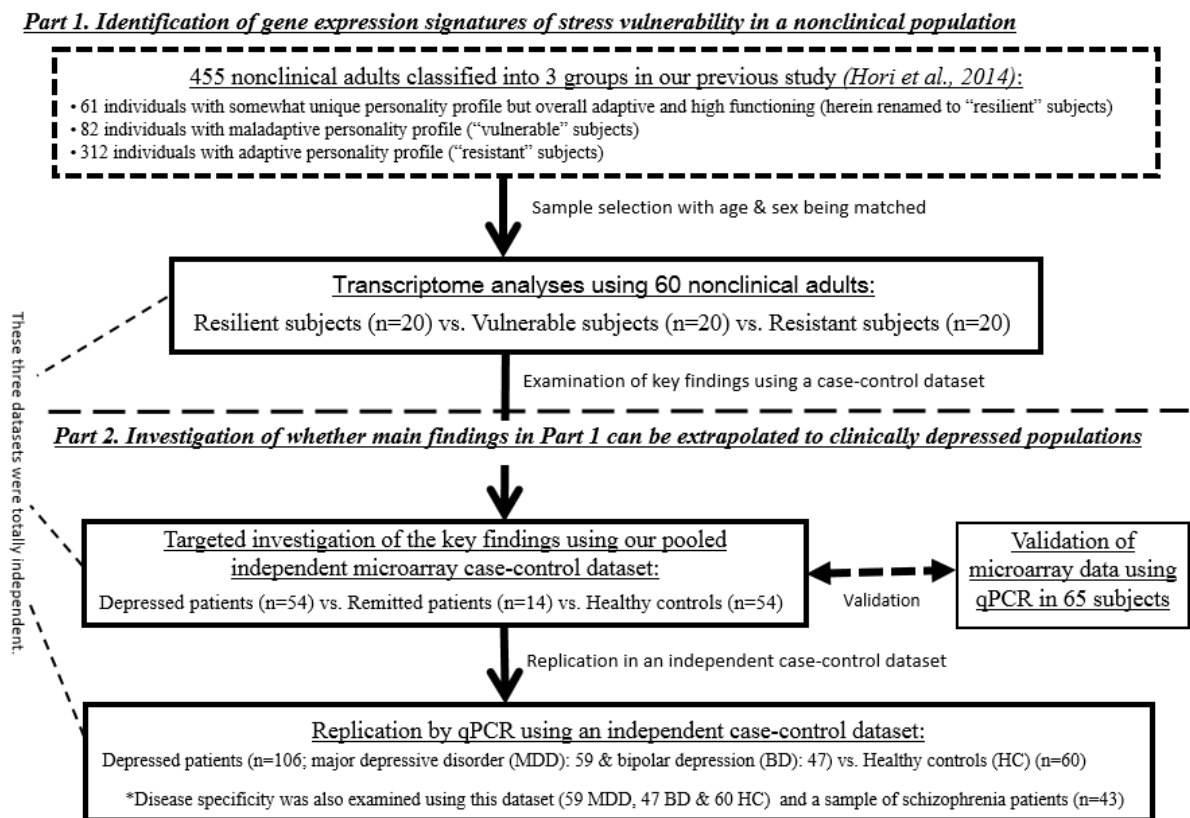 Part 1. Identification of gene expression signatures of stress vulnerability in a nonclinical population
455 nonclinical adults classified into 3 groups in our previous study (Hori et al., 2014):
• 61 individuals with somewhat unique personality profile but overall adaptive and high functioning (herein renamed to “resilient” subjects)
• 82 individuals with maladaptive personality profile (“vulnerable” subjects)
• 312 individuals with adaptive personality profile (“resistant” subjects)
Sample selection with age & sex being matched
Transcriptome analyses using 60 nonclinical adults:
Resilient subjects (n=20) vs. Vulnerable subjects (n=20) vs. Resistant subjects (n=20)
Examination of key findings using a case-control dataset
These three datasets were totally independent.
Part 2. Investigation of whether main findings in Part 1 can be extrapolated to clinically depressed populations
Targeted investigation of the key findings using our pooled
independent microarray case-control dataset:
Depressed patients (n=54) vs. Remitted patients (n=14) vs. Healthy controls (n=54)
Validation
Validation of
microarray data using
qPCR in 65 subjects
Replication in an independent case-control dataset
Replication by qPCR using an independent case-control dataset:
Depressed patients (n=106; major depressive disorder (MDD): 59 & bipolar depression (BD): 47) vs. Healthy controls (HC) (n=60)
*Disease specificity was also examined using this dataset (59 MDD, 47 BD & 60 HC) and a sample of schizophrenia patients (n=43)